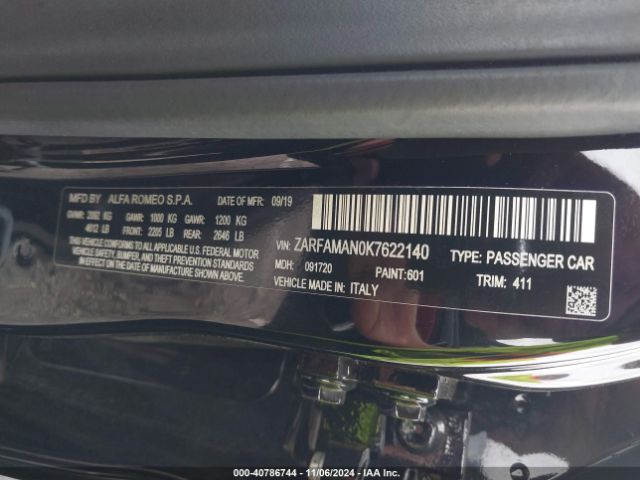 MFD BY ALFA ROMEO S.P.A. DATE OF MFR 09/19
GAWR: 1000 KG GAWR: 1200 KG
4012 LB FRONT: 2205 LB REAR: 2646 LB
THIS VEHICLE CONFORMS TO ALL APPLICABLE U.S. FEDERAL MOTOR
VEHICLE SAFETY, BUMPER, AND THEFT PREVENTION STANDARDS
IN EFFECT ON THE DATE OF MANUFACTURE SHOWN ABOVE.
VIN: ZARFAMAN0K7622140 TYPE: PASSENGER CAR
MDH: 091720 PAINT: 601 TRIM: 411
VEHICLE MADE IN: ITALY
000-40786744 - 11/06/2024 - IAA Inc.